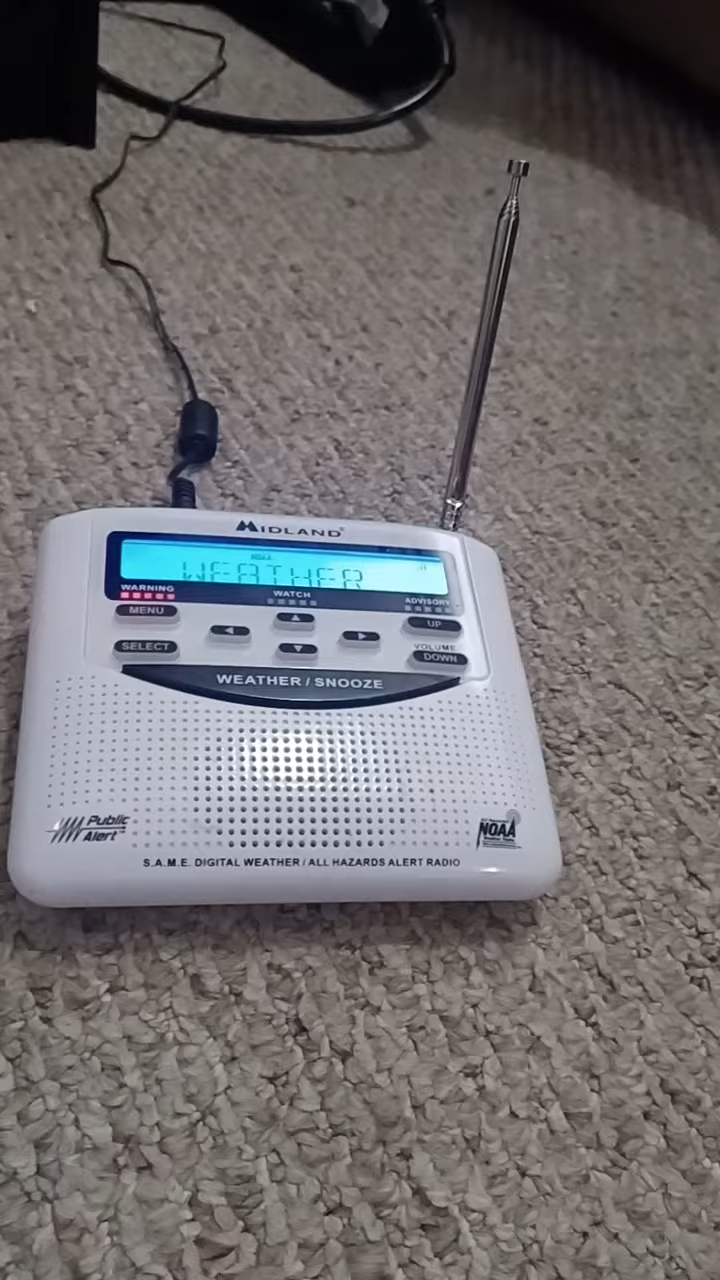 MIDLAND
WEATHER
WARNING
WATCH
ADVISORY
MENU
UP
SELECT
VOLUME
DOWN
WEATHER / SNOOZE
Public
Alert
NOAA
S.A.M.E. DIGITAL WEATHER / ALL HAZARDS ALERT RADIO